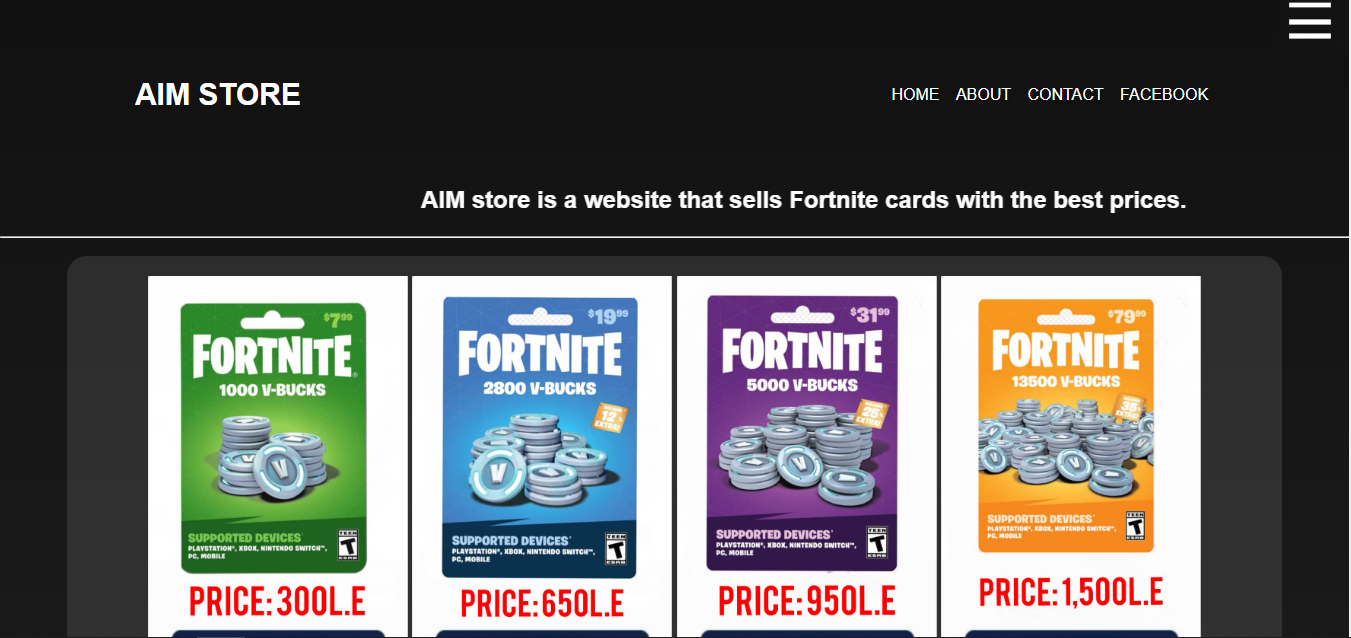 AIM STORE
HOME ABOUT CONTACT FACEBOOK
AIM store is a website that sells Fortnite cards with the best prices.
$7.99
FORTNITE
1000 V-BUCKS
SUPPORTED DEVICES*
PLAYSTATION®, XBOX, NINTENDO SWITCH™,
PC, MOBILE
TEEN
T
ESRB
PRICE: 300L.E
$19.99
FORTNITE
2800 V-BUCKS
12%
EXTRA!
SUPPORTED DEVICES*
PLAYSTATION®, XBOX, NINTENDO SWITCH™,
PC, MOBILE
TEEN
T
ESRB
PRICE: 650L.E
$31.99
FORTNITE
5000 V-BUCKS
25%
EXTRA!
SUPPORTED DEVICES*
PLAYSTATION®, XBOX, NINTENDO SWITCH™,
PC, MOBILE
TEEN
T
ESRB
PRICE: 950L.E
$79.99
FORTNITE
13500 V-BUCKS
35%
EXTRA!
SUPPORTED DEVICES*
PLAYSTATION®, XBOX, NINTENDO SWITCH™,
PC, MOBILE
TEEN
T
ESRB
PRICE: 1,500L.E